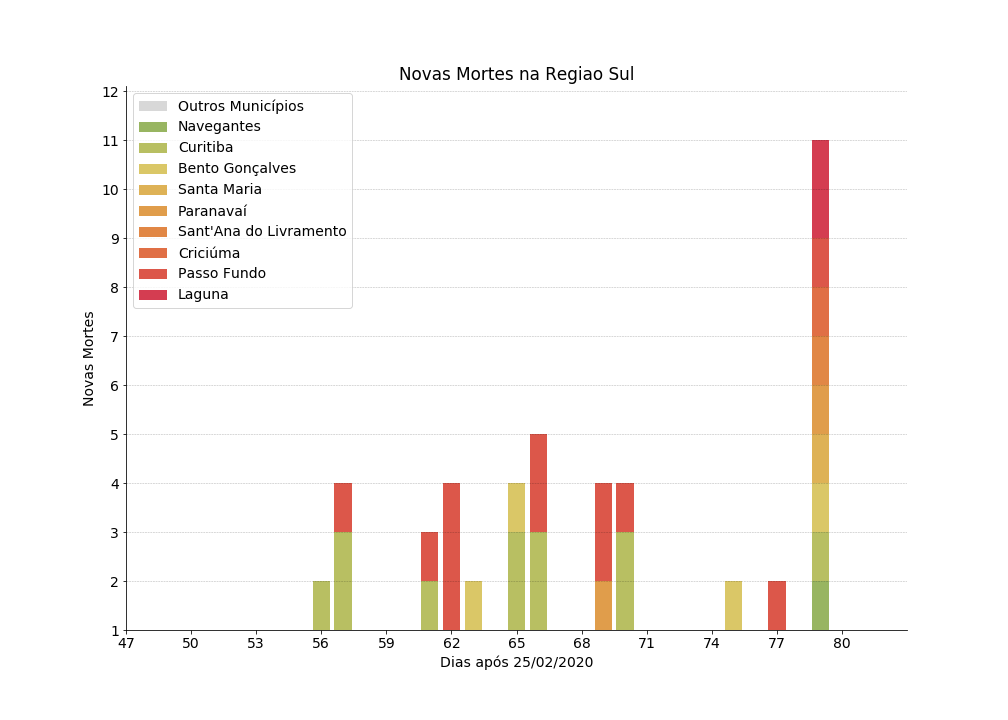 Novas Mortes na Regiao Sul
Outros Municípios
Navegantes
Curitiba
Bento Gonçalves
Santa Maria
Paranavaí
Sant'Ana do Livramento
Criciúma
Passo Fundo
Laguna
Novas Mortes
12
11
10
9
8
7
6
5
4
3
2
1
47 50 53 56 59 62 65 68 71 74 77 80
Dias após 25/02/2020